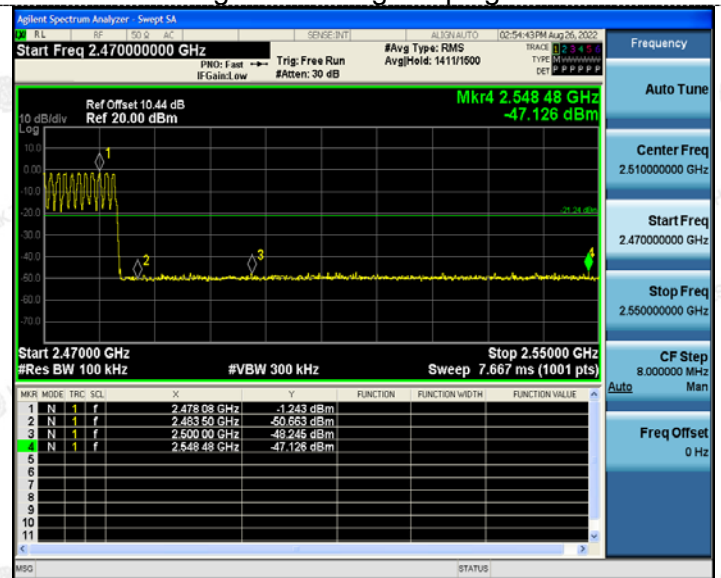 Agilent Spectrum Analyzer - Swept SA
RL RF 50 Ω AC SENSE:INT ALIGNAUTO 02:54:43PM Aug 26, 2022
Start Freq 2.470000000 GHz #Avg Type: RMS TRACE 1 2 3 4 5 6
PNO: Fast Trig: Free Run Avg|Hold: 1411/1500 TYPE M WWWWW
IFGain:Low #Atten: 30 dB DET P P P P P P
Mkr4 2.548 48 GHz
-47.126 dBm
Ref Offset 10.44 dB
10 dB/div Ref 20.00 dBm
Log
10.0
0.00
-10.0
-20.0
-30.0
-40.0
-50.0
-60.0
-70.0
1
2
3
4
-21.24 dBm
Start 2.47000 GHz Stop 2.55000 GHz
#Res BW 100 kHz #VBW 300 kHz Sweep 7.667 ms (1001 pts)
MKR MODE TRC SCL X Y FUNCTION FUNCTION WIDTH FUNCTION VALUE
1 N 1 f 2.478 08 GHz -1.243 dBm
2 N 1 f 2.483 50 GHz -50.663 dBm
3 N 1 f 2.500 00 GHz -48.245 dBm
4 N 1 f 2.548 48 GHz -47.126 dBm
5
6
7
8
9
10
11
MSG STATUS
Frequency
Auto Tune
Center Freq
2.510000000 GHz
Start Freq
2.470000000 GHz
Stop Freq
2.550000000 GHz
CF Step
8.000000 MHz
Auto Man
Freq Offset
0 Hz